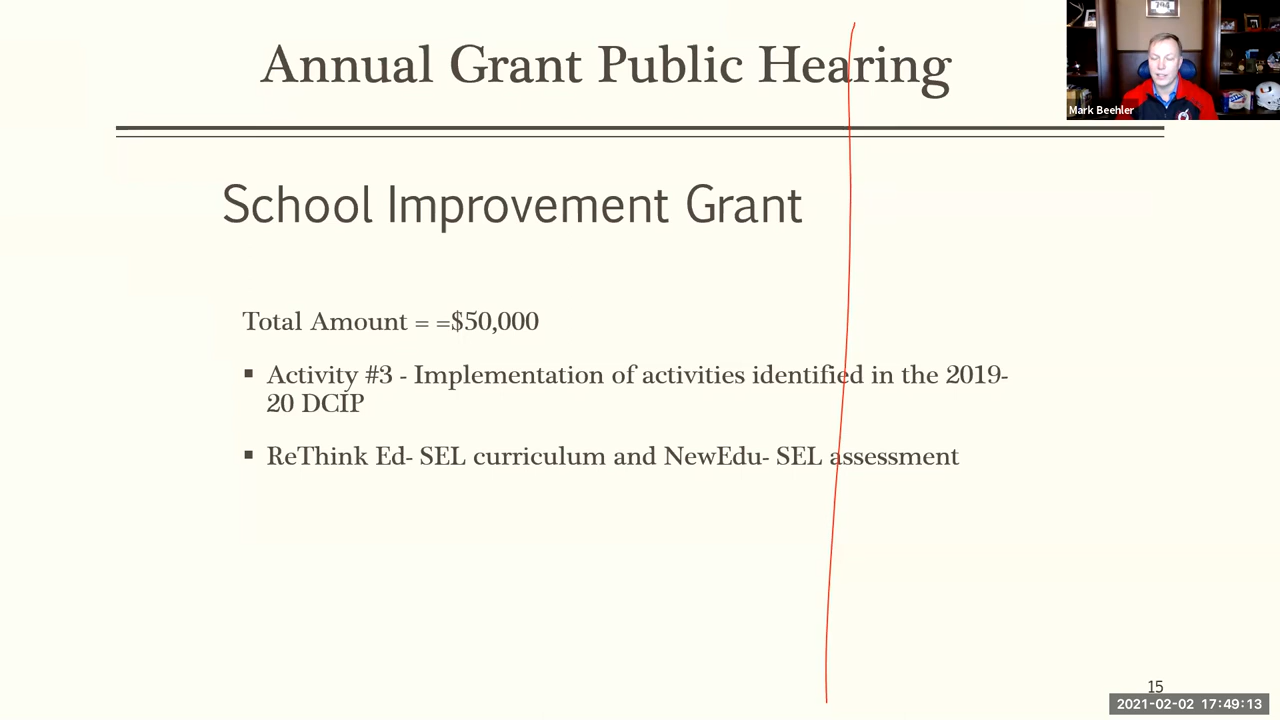 Annual Grant Public Hearing
794
Mark Beehler
School Improvement Grant
Total Amount = =$50,000
▪ Activity #3 - Implementation of activities identified in the 2019-
20 DCIP
▪ ReThink Ed- SEL curriculum and NewEdu- SEL assessment
15
2021-02-02 17:49:13